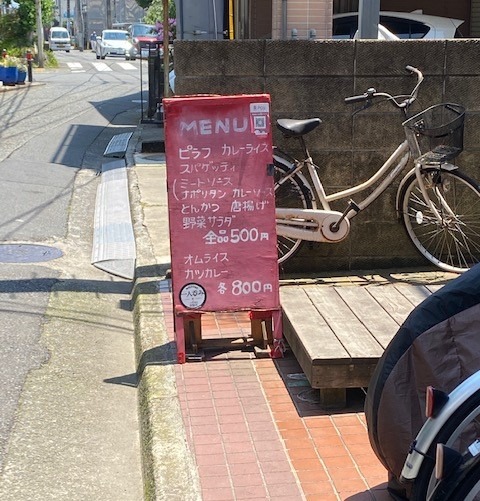 MENU
ピラフ カレーライス
スパゲッティ
(ミートソース
ナポリタン カレーソース
とんかつ 唐揚げ
野菜サラダ
全品500円
オムライス
カツカレー
各800円